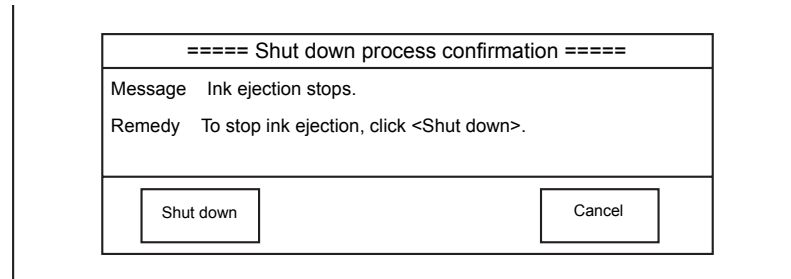 ===== Shut down process confirmation =====
Message Ink ejection stops.
Remedy To stop ink ejection, click <Shut down>.
Shut down Cancel